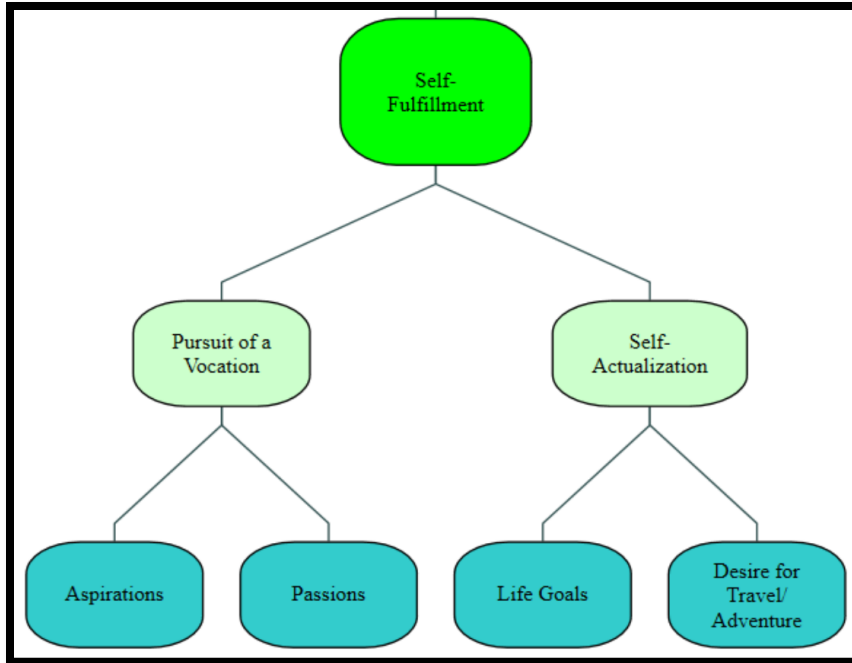 Self-
Fulfillment
Pursuit of a
Vocation
Self-
Actualization
Aspirations
Passions
Life Goals
Desire for
Travel/
Adventure